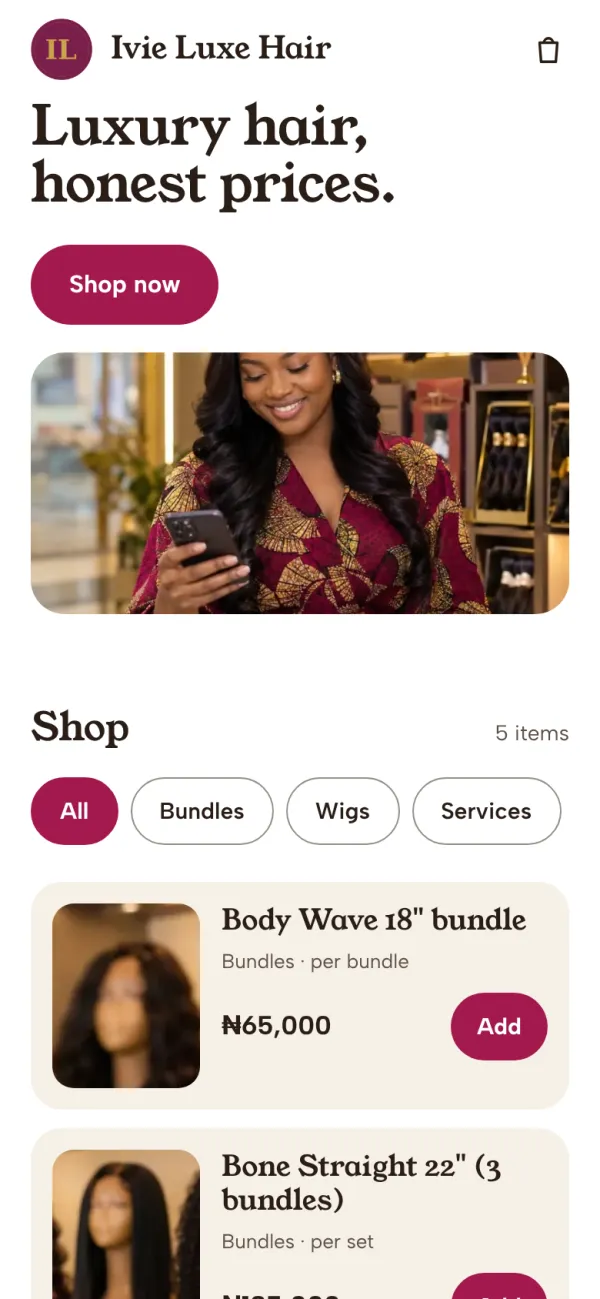 IL
Ivie Luxe Hair
Luxury hair,
honest prices.
Shop now
Shop
5 items
All
Bundles
Wigs
Services
Body Wave 18" bundle
Bundles · per bundle
₦65,000
Add
Bone Straight 22" (3
bundles)
Bundles · per set